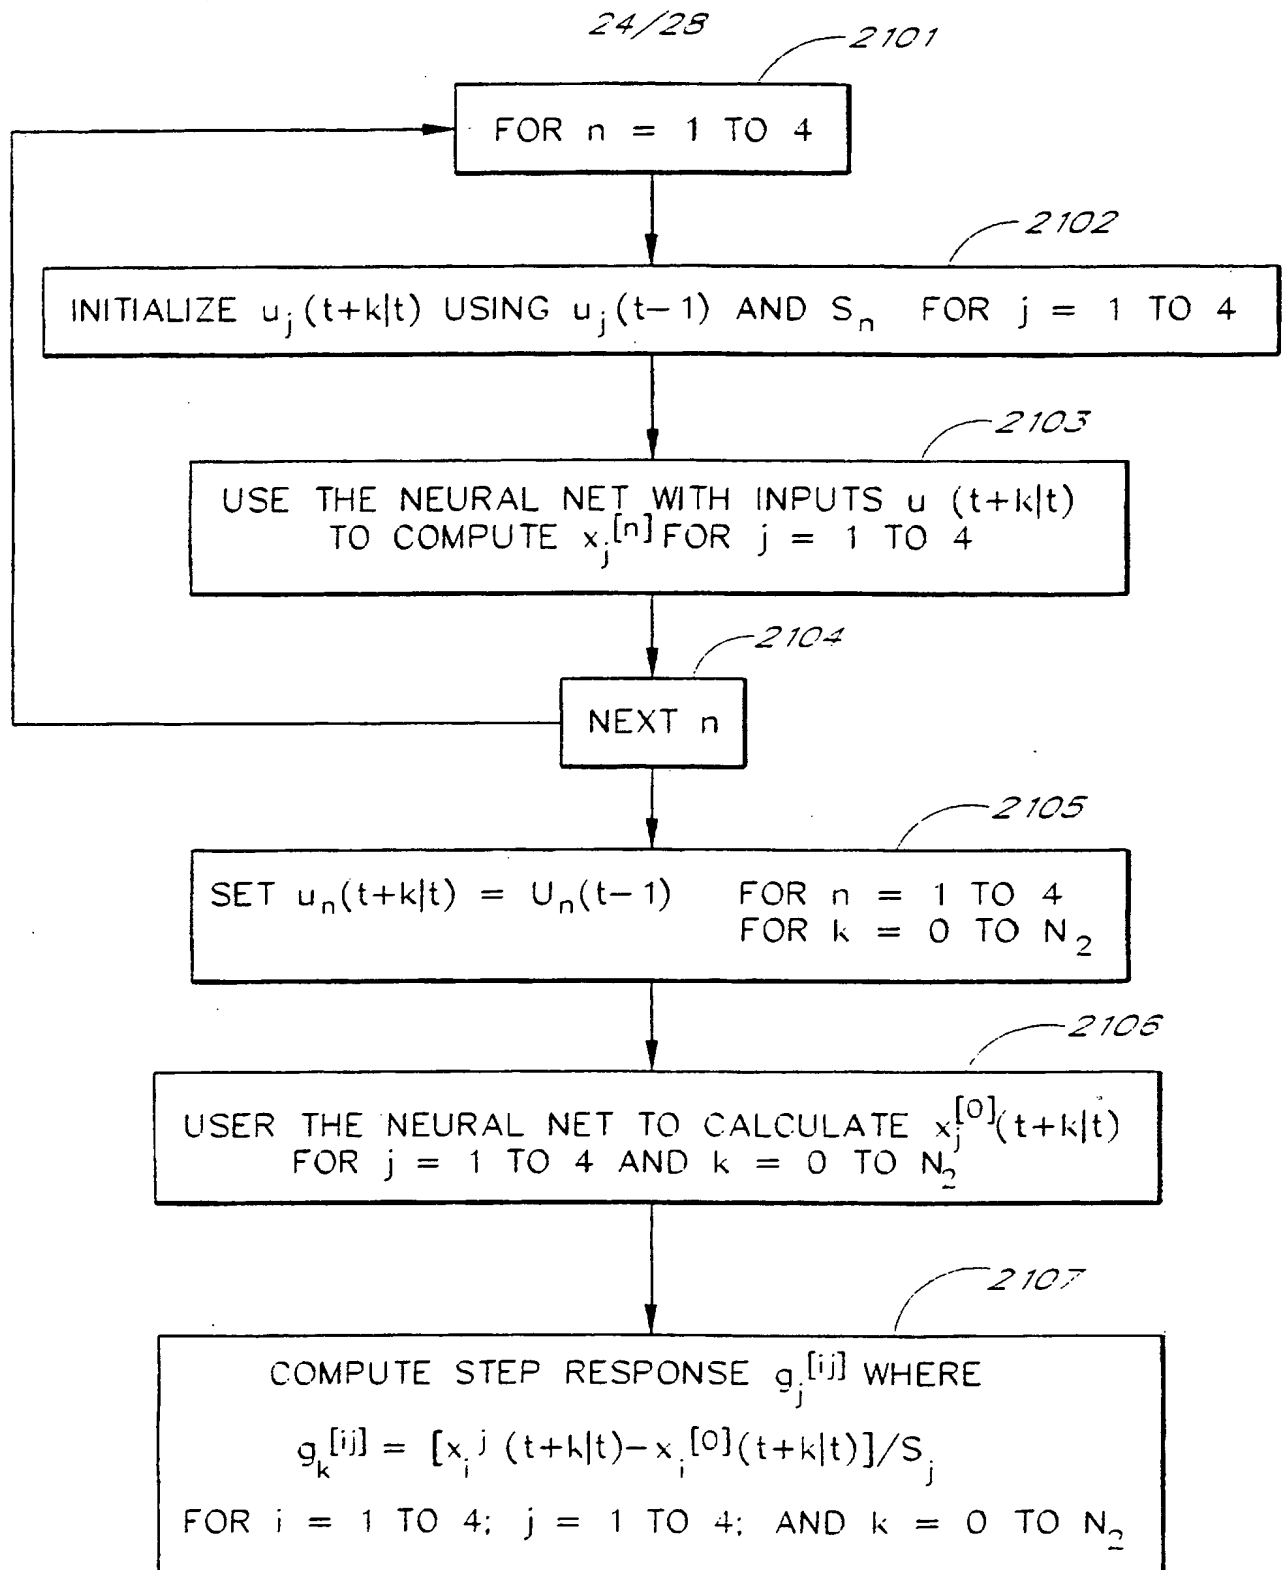 24/28
2101
FOR n = 1 TO 4
2102
INITIALIZE u_j(t+k|t) USING u_j(t-1) AND S_n FOR j = 1 TO 4
2103
USE THE NEURAL NET WITH INPUTS u (t+k|t)
TO COMPUTE x_j^[n] FOR j = 1 TO 4
2104
NEXT n
2105
SET u_n(t+k|t) = U_n(t-1) FOR n = 1 TO 4
FOR k = 0 TO N_2
2106
USER THE NEURAL NET TO CALCULATE x_j^[0](t+k|t)
FOR j = 1 TO 4 AND k = 0 TO N_2
2107
COMPUTE STEP RESPONSE g_j^[ij] WHERE
g_k^[ij] = [x_i^j (t+k|t)-x_i^[0](t+k|t)]/S_j
FOR i = 1 TO 4; j = 1 TO 4; AND k = 0 TO N_2